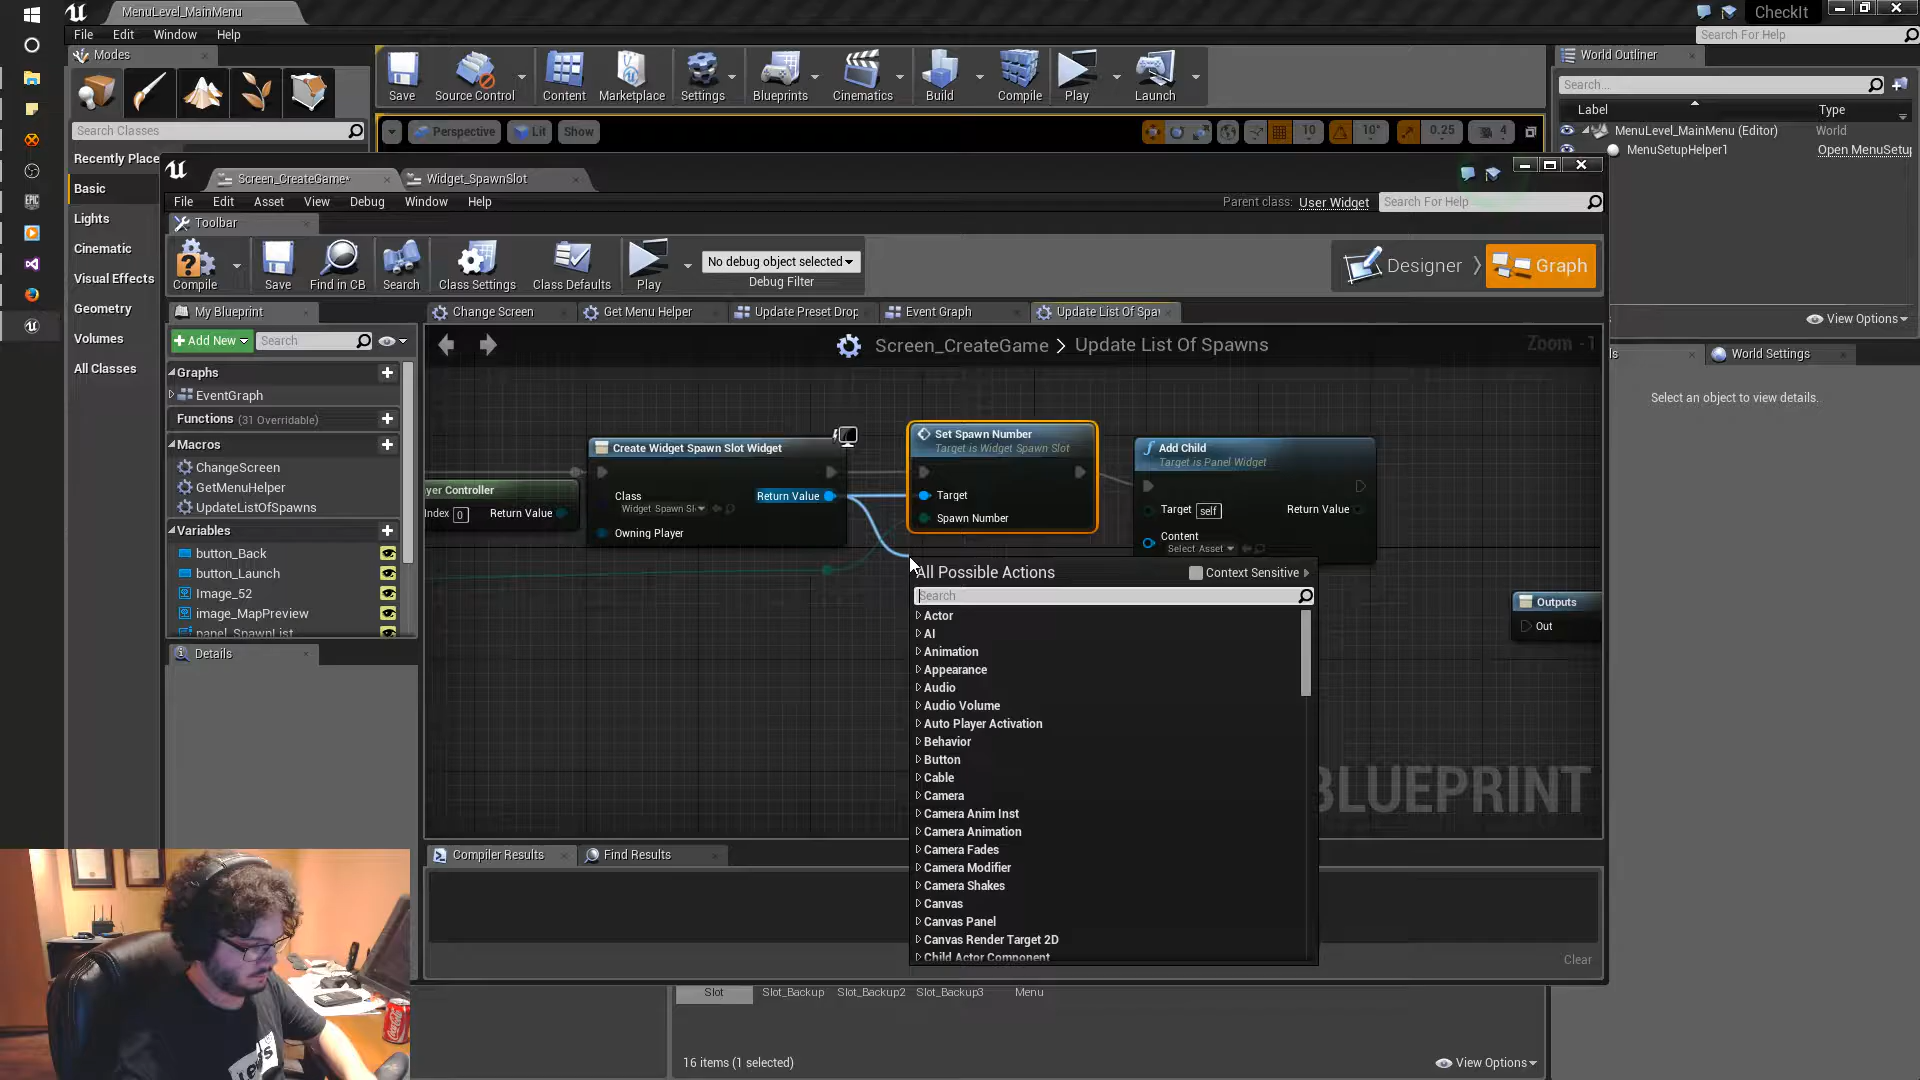 MenuLevel_MainMenu
CheckIt
File Edit Window Help
Search For Help
Modes
Search Classes
Recently Place
Basic
Lights
Cinematic
Visual Effects
Geometry
Volumes
All Classes
Save Source Control Content Marketplace Settings Blueprints Cinematics Build Compile Play Launch
Perspective Lit Show
10 10° 0.25 4
World Outliner
Search...
Label Type
MenuLevel_MainMenu (Editor) World
MenuSetupHelper1 Open MenuSetu
View Options
World Settings
Select an object to view details.
Screen_CreateGame* Widget_SpawnSlot
File Edit Asset View Debug Window Help
Parent class: User Widget Search For Help
Toolbar
Compile Save Find in CB Search Class Settings Class Defaults Play
No debug object selected
Debug Filter
Designer Graph
My Blueprint
Add New Search
Graphs
EventGraph
Functions (31 Overridable)
Macros
ChangeScreen
GetMenuHelper
UpdateListOfSpawns
Variables
button_Back
button_Launch
Image_52
image_MapPreview
panel_SpawnList
Details
Change Screen Get Menu Helper Update Preset Drop Event Graph Update List Of Spa
Screen_CreateGame > Update List Of Spawns
Zoom -1
yer Controller
Index 0 Return Value
Create Widget Spawn Slot Widget
Class
Widget Spawn Sl
Return Value
Owning Player
Set Spawn Number
Target is Widget Spawn Slot
Target
Spawn Number
Add Child
Target is Panel Widget
Target self Return Value
Content
Select Asset
Outputs
Out
BLUEPRINT
All Possible Actions Context Sensitive
Search
Actor
AI
Animation
Appearance
Audio
Audio Volume
Auto Player Activation
Behavior
Button
Cable
Camera
Camera Anim Inst
Camera Animation
Camera Fades
Camera Modifier
Camera Shakes
Canvas
Canvas Panel
Canvas Render Target 2D
Child Actor Component
Compiler Results Find Results
Clear
Slot Slot_Backup Slot_Backup2 Slot_Backup3 Menu
16 items (1 selected)
View Options
EPIC
Coca-Cola